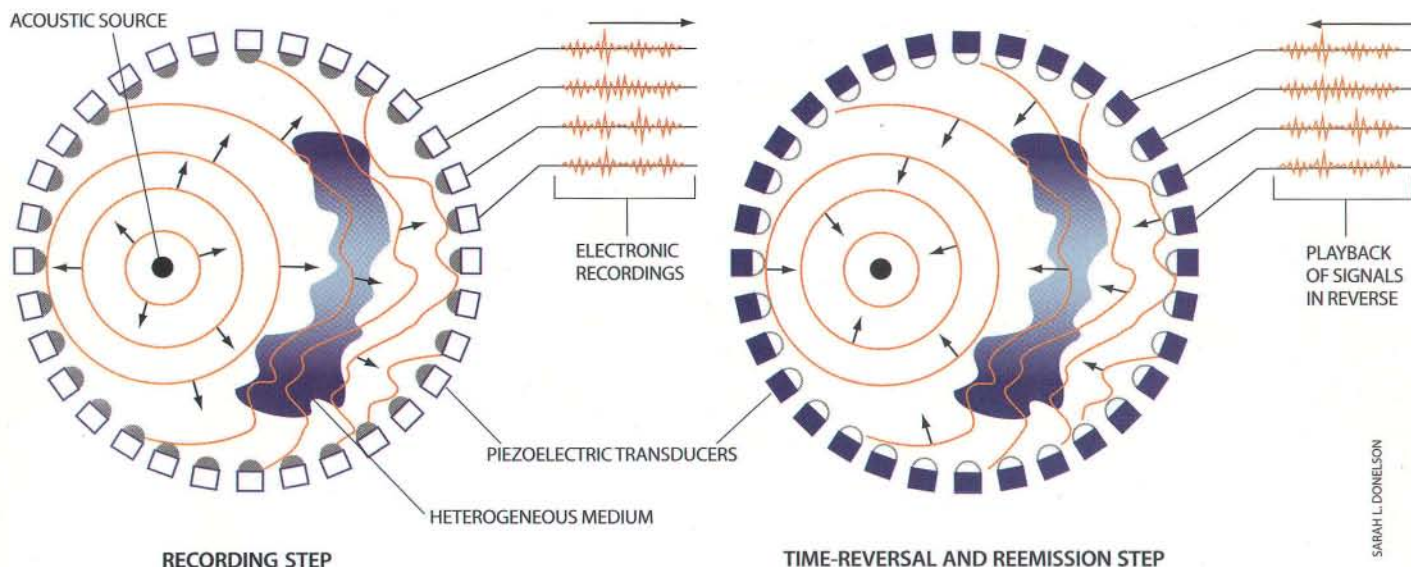 ACOUSTIC SOURCE
ELECTRONIC
RECORDINGS
PLAYBACK
OF SIGNALS
IN REVERSE
PIEZOELECTRIC TRANSDUCERS
HETEROGENEOUS MEDIUM
RECORDING STEP
TIME-REVERSAL AND REEMISSION STEP
SARAH L. DONELSON